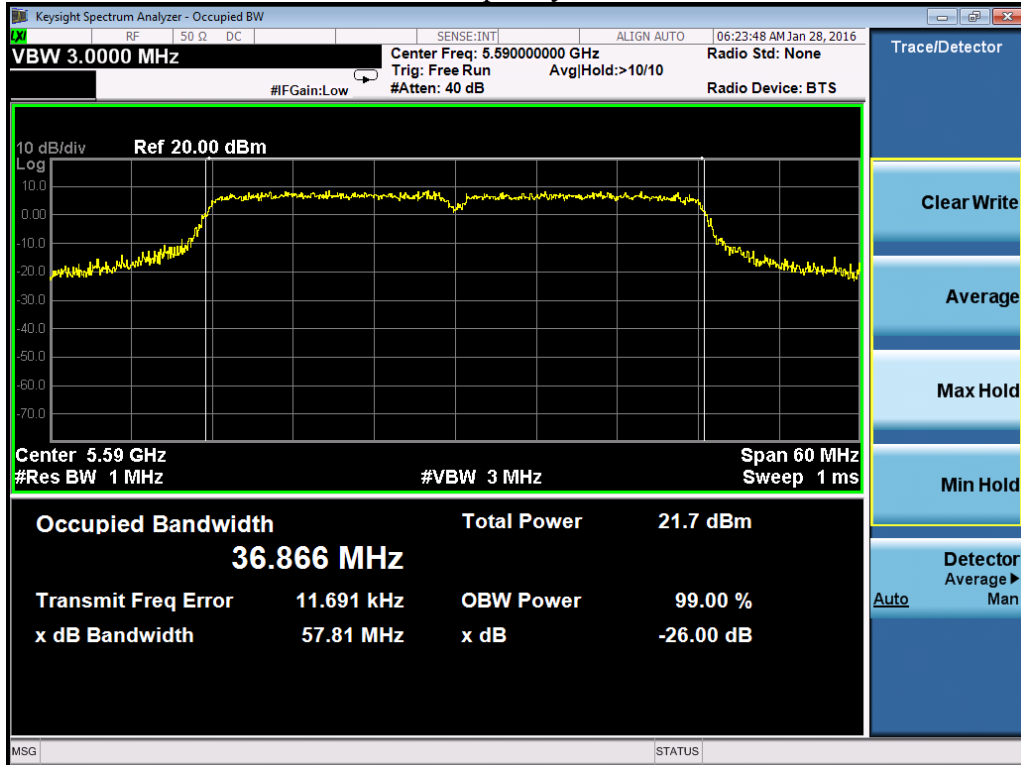 Keysight Spectrum Analyzer - Occupied BW
LXI RF 50 Ω DC SENSE:INT ALIGN AUTO 06:23:48 AM Jan 28, 2016
VBW 3.0000 MHz
Center Freq: 5.590000000 GHz
Radio Std: None
Trig: Free Run Avg|Hold:>10/10
#IFGain:Low
#Atten: 40 dB
Radio Device: BTS
10 dB/div Ref 20.00 dBm
Log
10.0
0.00
-10.0
-20.0
-30.0
-40.0
-50.0
-60.0
-70.0
Center 5.59 GHz Span 60 MHz
#Res BW 1 MHz #VBW 3 MHz Sweep 1 ms
Occupied Bandwidth Total Power 21.7 dBm
36.866 MHz
Transmit Freq Error 11.691 kHz OBW Power 99.00 %
x dB Bandwidth 57.81 MHz x dB -26.00 dB
MSG STATUS
Trace/Detector
Clear Write
Average
Max Hold
Min Hold
Detector
Average▶
Auto Man